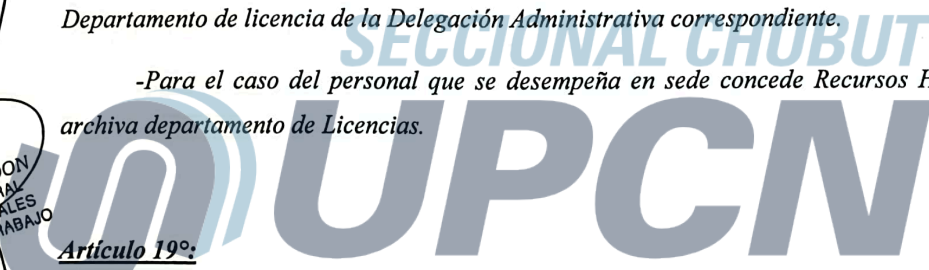 Departamento de licencia de la Delegación Administrativa correspondiente.
SECCIONAL CHUBUT
-Para el caso del personal que se desempeña en sede concede Recursos H
archiva departamento de Licencias.
UPCN
ABAJO
Artículo 19°: